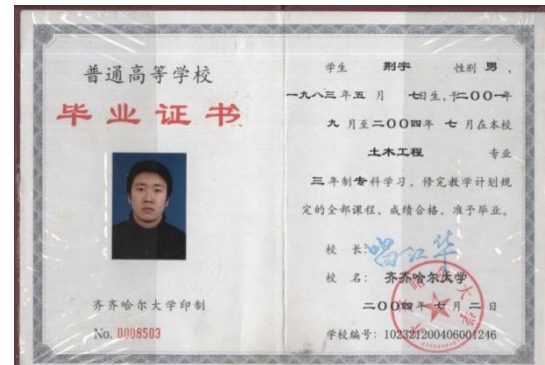 普通高等学校
毕业证书
齐齐哈尔大学印制
No. 0008503
学生 荆宇 性别 男，
一九八三年五月 七日生，于二〇〇一年
九 月至二〇〇四年 七 月在本校
土木工程 专业
三年制专科学习，修完教学计划规
定的全部课程，成绩合格，准予毕业。
校 长：
校 名： 齐齐哈尔大学
二〇〇四年七月二日
学校编号：102321200406001246